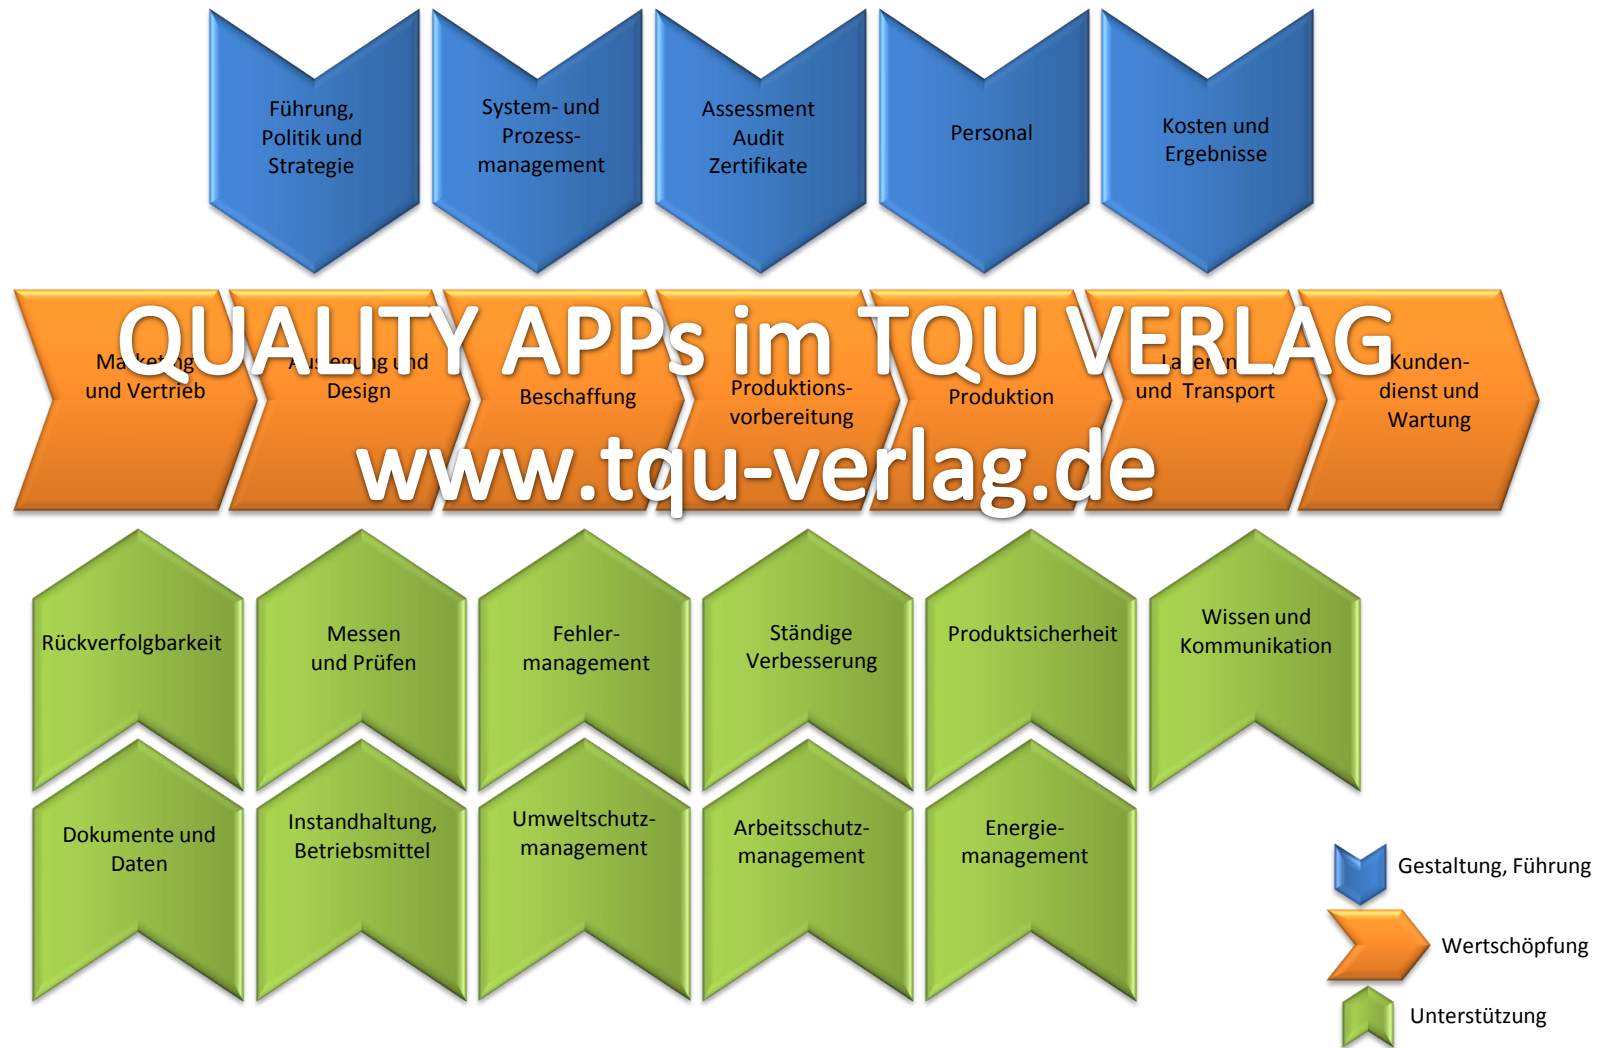 Führung,
Politik und
Strategie
System- und
Prozess-
management
Assessment
Audit
Zertifikate
Personal
Kosten und
Ergebnisse
QUALITY APPs im TQU VERLAG
www.tqu-verlag.de
Marketing
und Vertrieb
Auslegung und
Design
Beschaffung
Produktions-
vorbereitung
Produktion
und Transport
Kunden-
dienst und
Wartung
Rückverfolgbarkeit
Messen
und Prüfen
Fehler-
management
Ständige
Verbesserung
Produktsicherheit
Wissen und
Kommunikation
Dokumente und
Daten
Instandhaltung,
Betriebsmittel
Umweltschutz-
management
Arbeitsschutz-
management
Energie-
management
Gestaltung, Führung
Wertschöpfung
Unterstützung